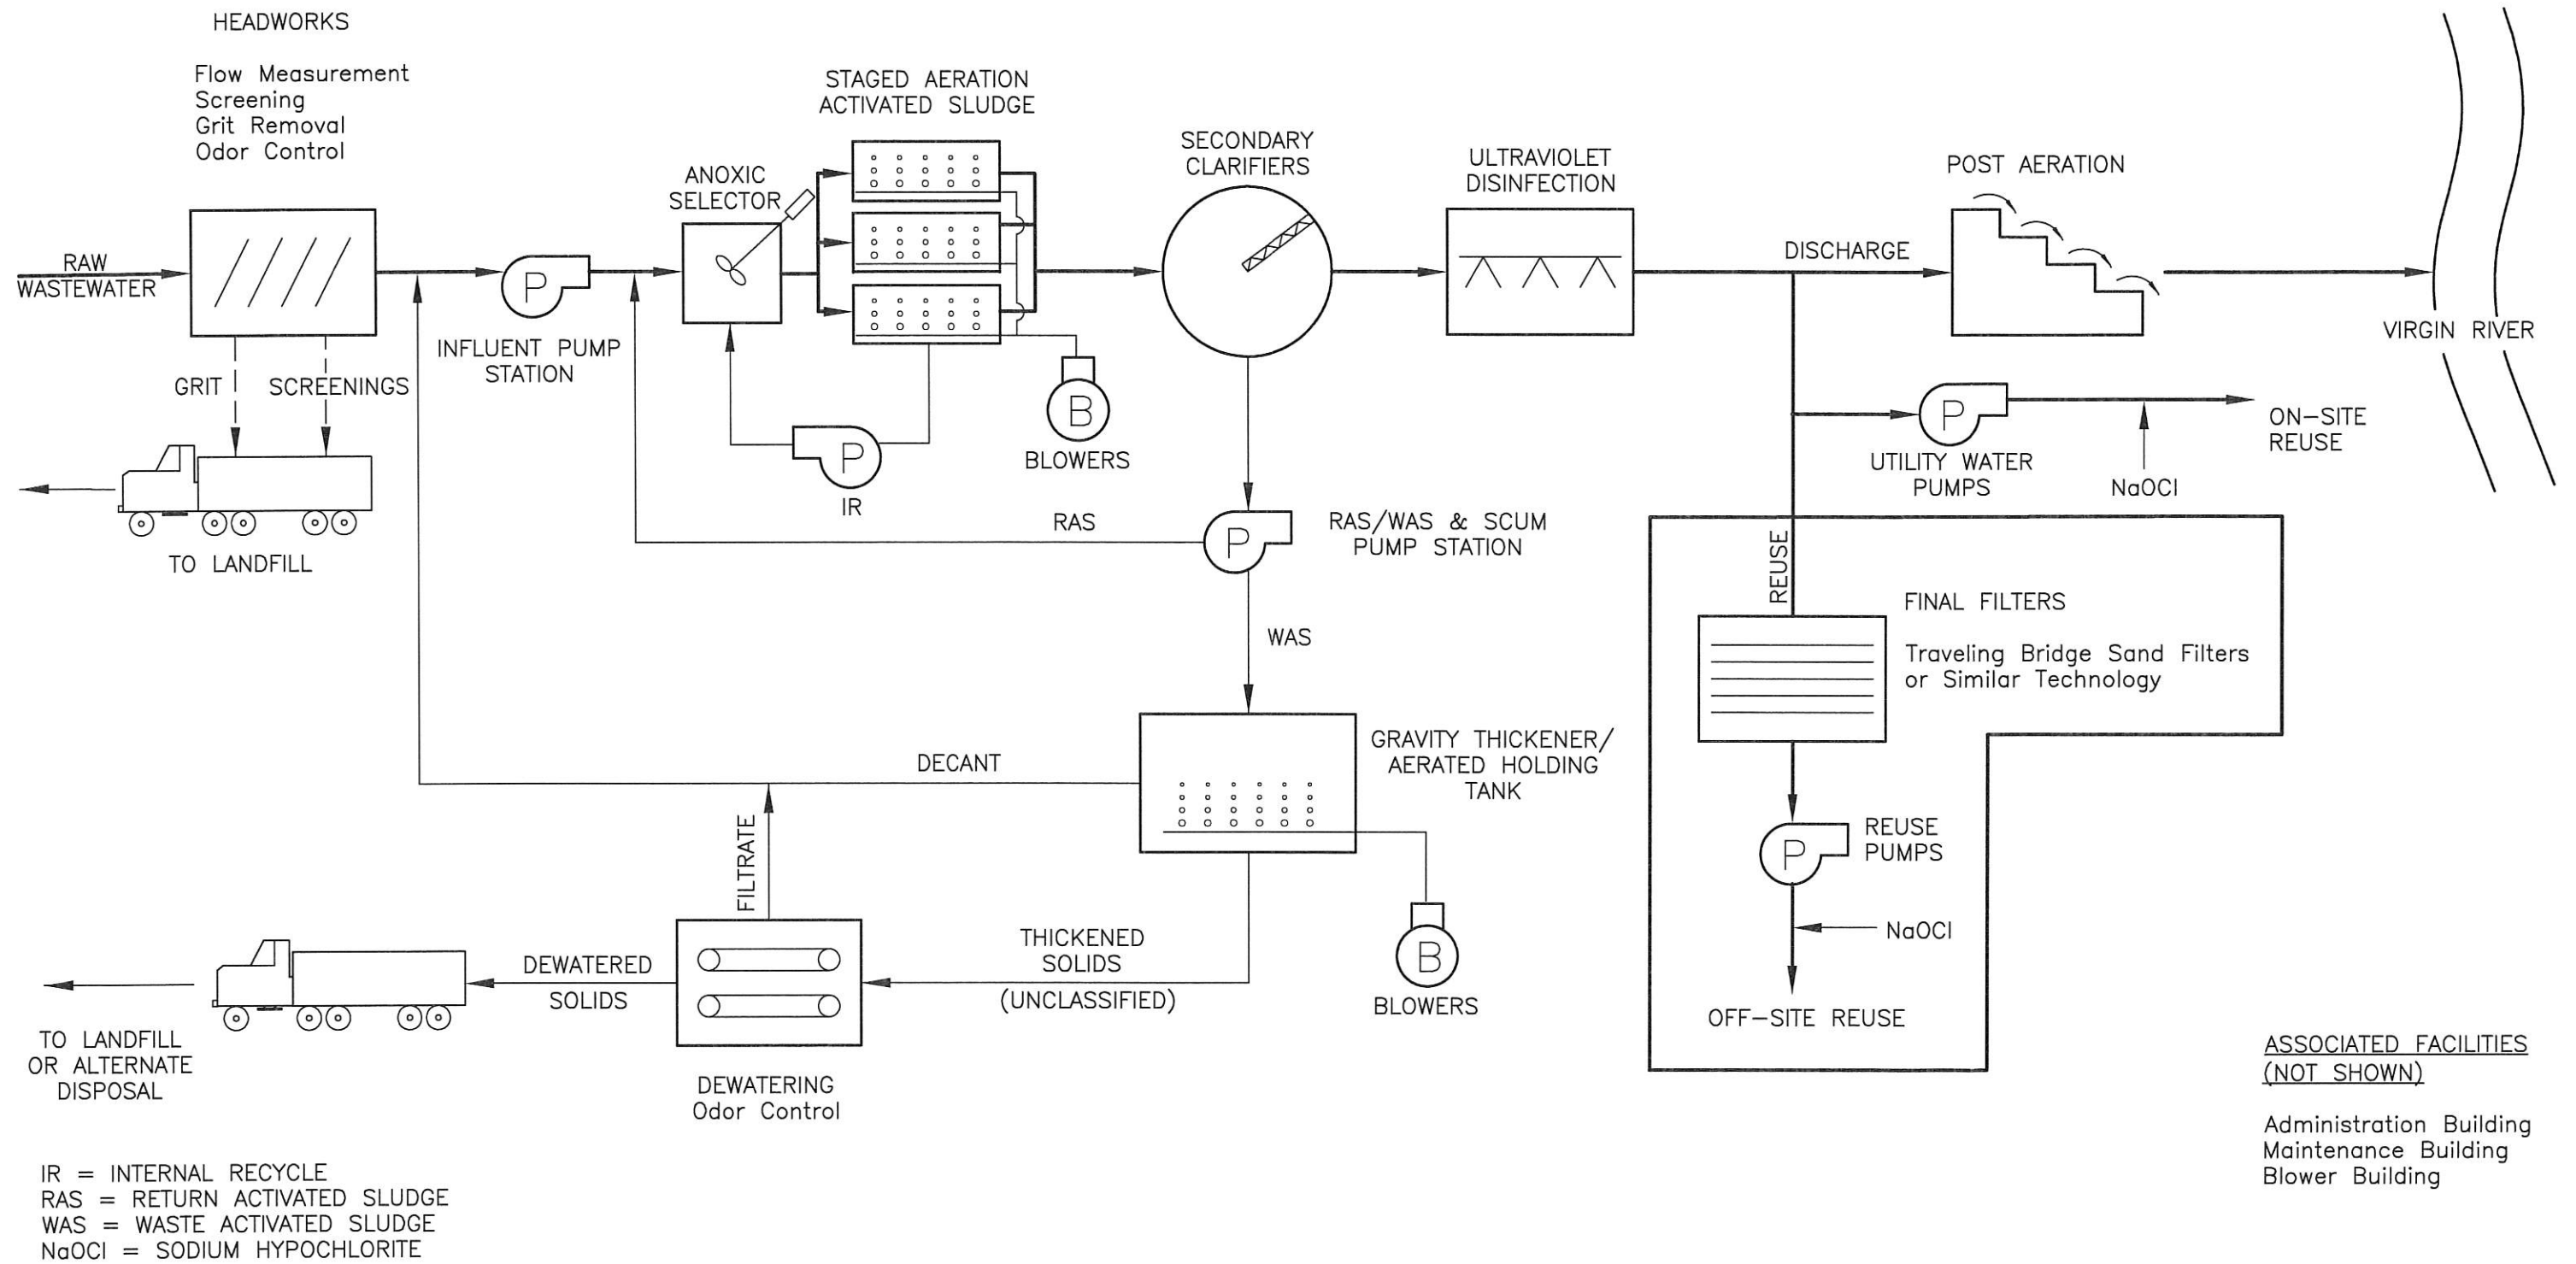 HEADWORKS
Flow Measurement
Screening
Grit Removal
Odor Control
RAW
WASTEWATER
GRIT
SCREENINGS
TO LANDFILL
INFLUENT PUMP
STATION
P
ANOXIC
SELECTOR
STAGED AERATION
ACTIVATED SLUDGE
P
IR
B
BLOWERS
SECONDARY
CLARIFIERS
ULTRAVIOLET
DISINFECTION
DISCHARGE
POST AERATION
VIRGIN RIVER
P
UTILITY WATER
PUMPS
NaOCl
ON-SITE
REUSE
RAS
P
RAS/WAS & SCUM
PUMP STATION
WAS
REUSE
FINAL FILTERS
Traveling Bridge Sand Filters
or Similar Technology
DECANT
GRAVITY THICKENER/
AERATED HOLDING
TANK
FILTRATE
P
REUSE
PUMPS
NaOCl
OFF-SITE REUSE
B
BLOWERS
THICKENED
SOLIDS
(UNCLASSIFIED)
DEWATERED
SOLIDS
DEWATERING
Odor Control
TO LANDFILL
OR ALTERNATE
DISPOSAL
ASSOCIATED FACILITIES
(NOT SHOWN)
Administration Building
Maintenance Building
Blower Building
IR = INTERNAL RECYCLE
RAS = RETURN ACTIVATED SLUDGE
WAS = WASTE ACTIVATED SLUDGE
NaOCl = SODIUM HYPOCHLORITE